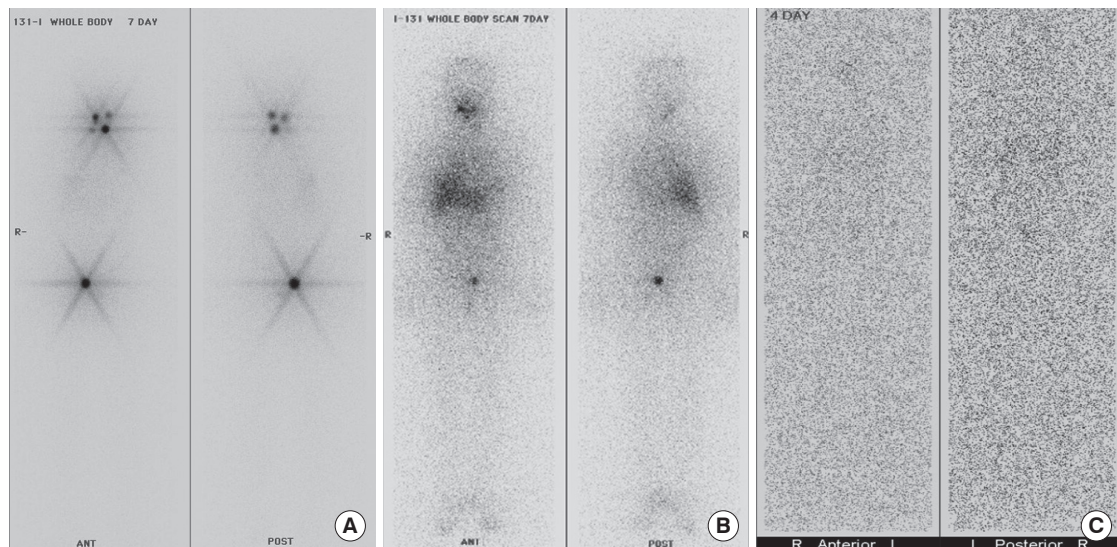 131-I WHOLE BODY 7 DAY
R-
-R
ANT
POST
A
I-131 WHOLE BODY SCAN 7DAY
R
R
ANT
POST
B
4 DAY
R Anterior L
L Posterior R
C